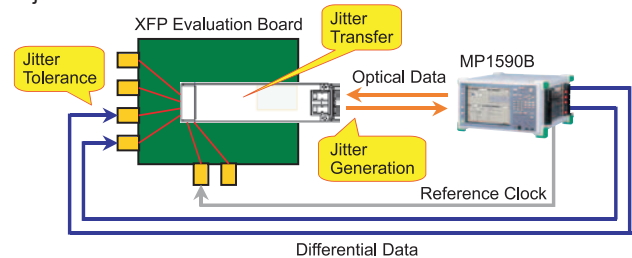 XFP Evaluation Board
Jitter
Transfer
Jitter
Tolerance
Optical Data
MP1590B
Jitter
Generation
Reference Clock
Differential Data